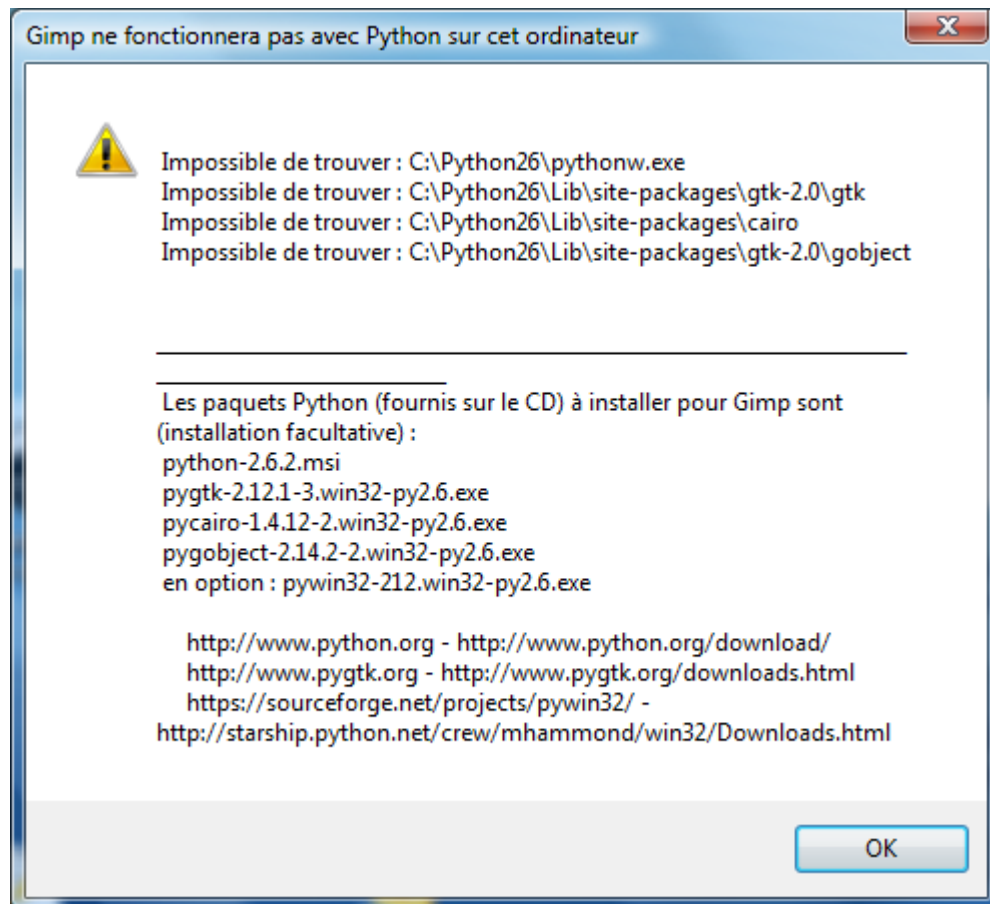 Gimp ne fonctionnera pas avec Python sur cet ordinateur
Impossible de trouver : C:\Python26\pythonw.exe
Impossible de trouver : C:\Python26\Lib\site-packages\gtk-2.0\gtk
Impossible de trouver : C:\Python26\Lib\site-packages\cairo
Impossible de trouver : C:\Python26\Lib\site-packages\gtk-2.0\gobject
Les paquets Python (fournis sur le CD) à installer pour Gimp sont
(installation facultative) :
python-2.6.2.msi
pygtk-2.12.1-3.win32-py2.6.exe
pycairo-1.4.12-2.win32-py2.6.exe
pygobject-2.14.2-2.win32-py2.6.exe
en option : pywin32-212.win32-py2.6.exe
http://www.python.org - http://www.python.org/download/
http://www.pygtk.org - http://www.pygtk.org/downloads.html
https://sourceforge.net/projects/pywin32/ -
http://starship.python.net/crew/mhammond/win32/Downloads.html
OK